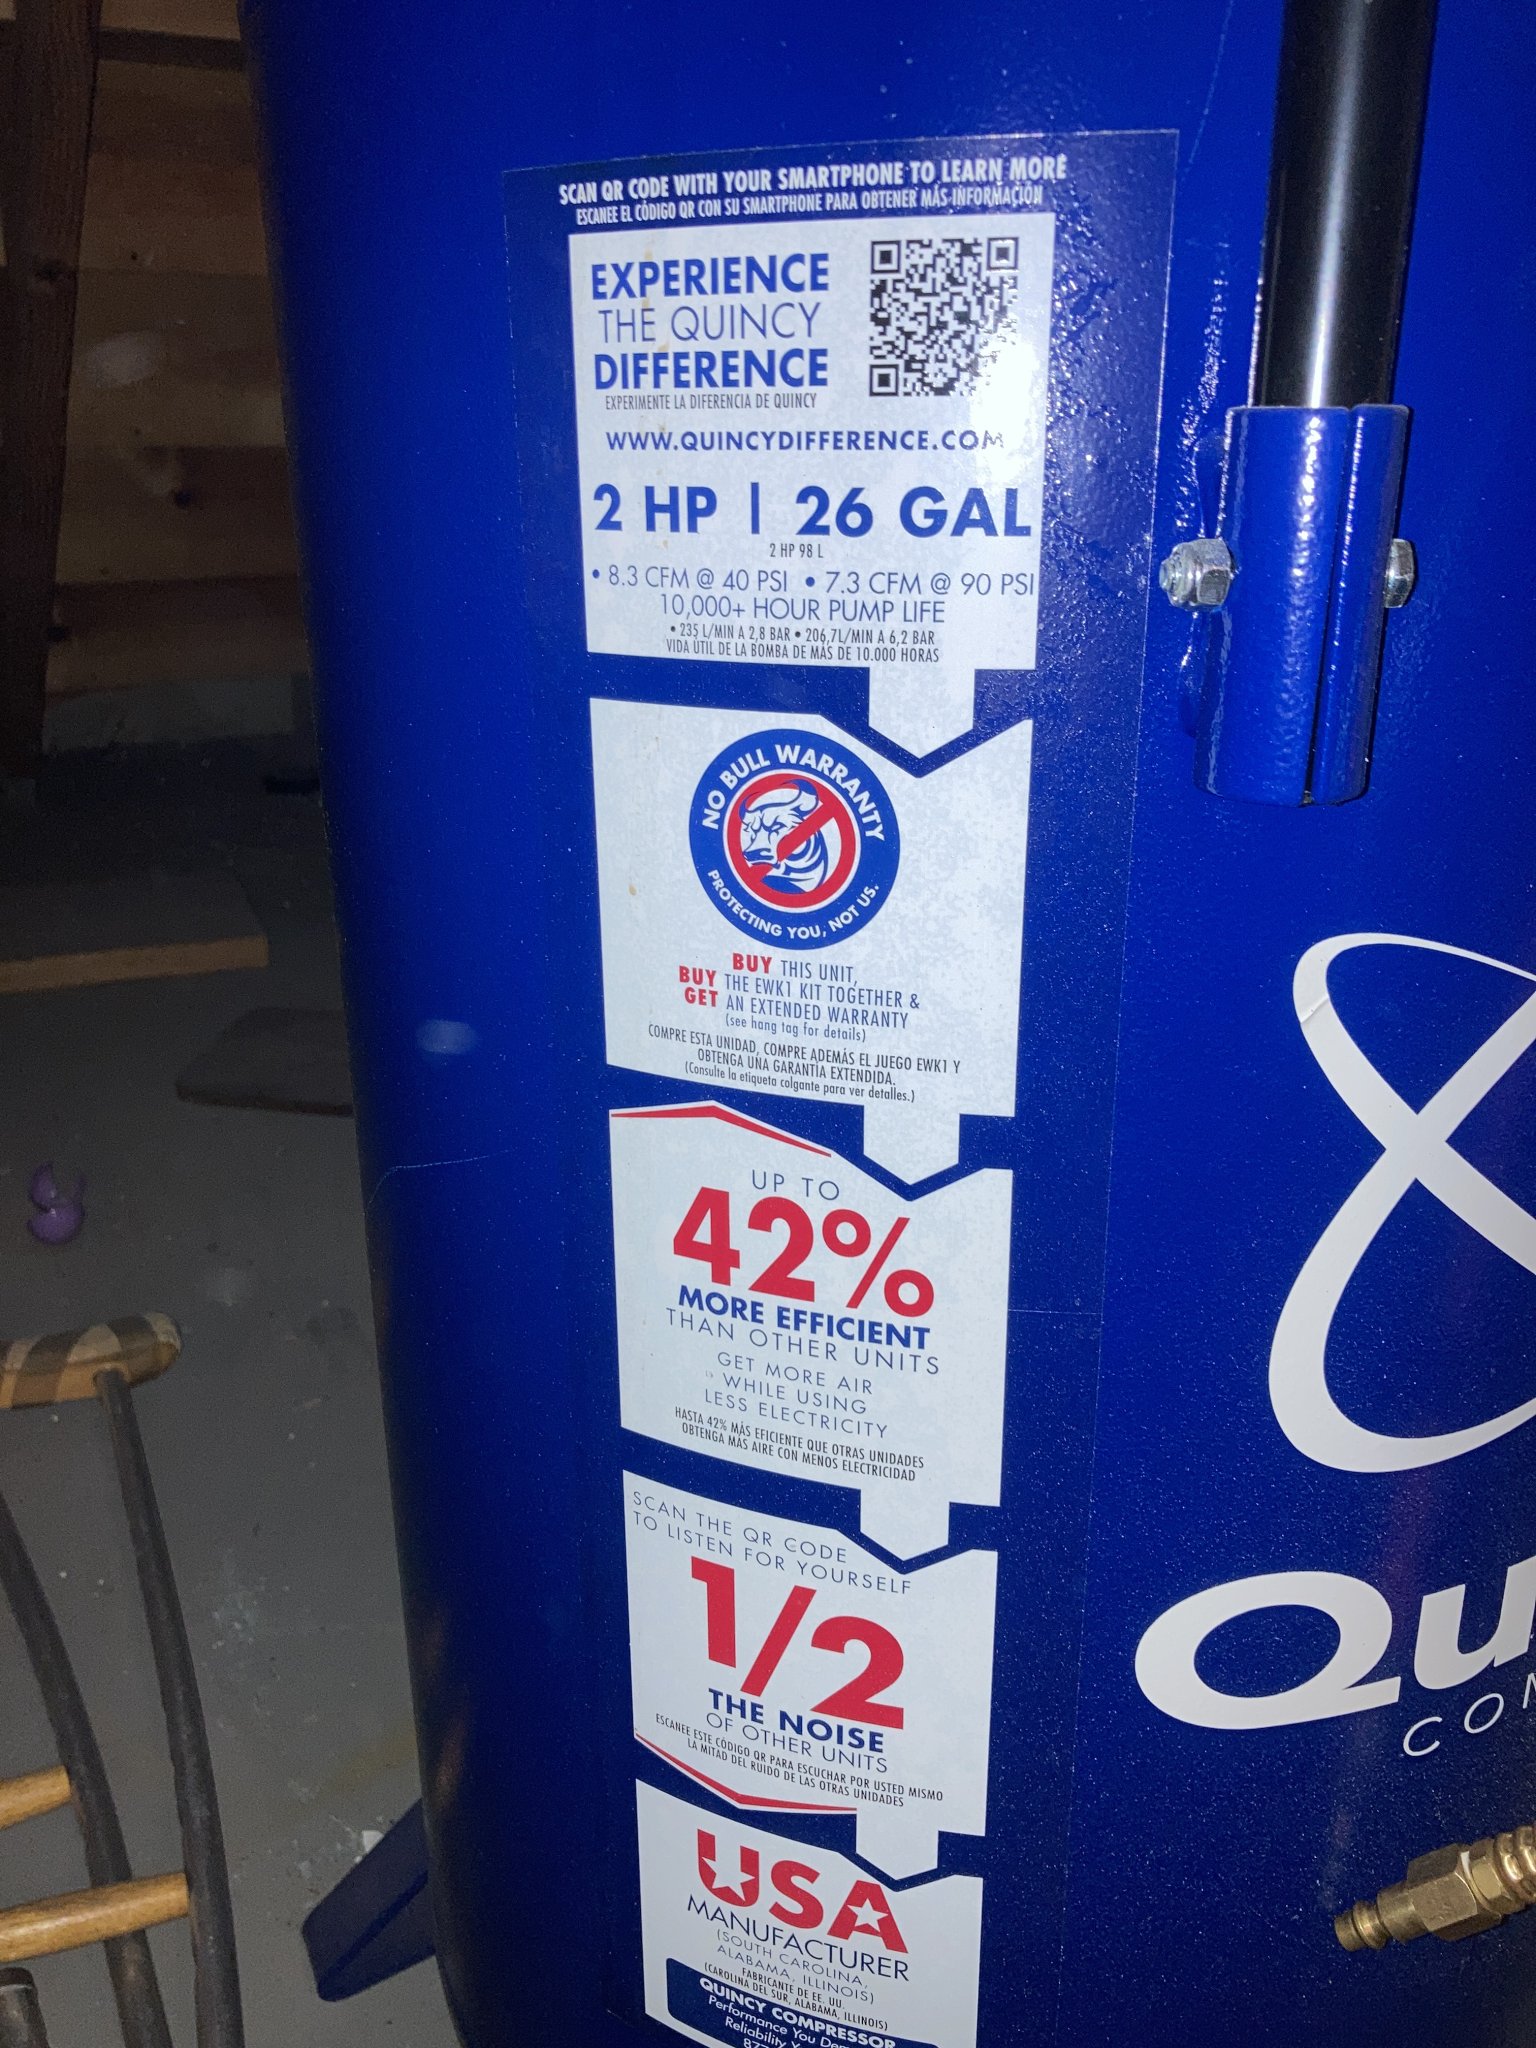 SCAN QR CODE WITH YOUR SMARTPHONE TO LEARN MORE
ESCANEE EL CÓDIGO QR CON SU SMARTPHONE PARA OBTENER MÁS INFORMACIÓN
EXPERIENCE
THE QUINCY
DIFFERENCE
EXPERIMENTE LA DIFERENCIA DE QUINCY
WWW.QUINCYDIFFERENCE.COM
2 HP | 26 GAL
2 HP 98 L
• 8.3 CFM @ 40 PSI • 7.3 CFM @ 90 PSI
10,000+ HOUR PUMP LIFE
• 235 L/MIN A 2,8 BAR • 206,7L/MIN A 6,2 BAR
VIDA ÚTIL DE LA BOMBA DE MÁS DE 10.000 HORAS
NO BULL WARRANTY
PROTECTING YOU, NOT US.
BUY THIS UNIT,
BUY THE EWK1 KIT TOGETHER &
GET AN EXTENDED WARRANTY
(see hang tag for details)
COMPRE ESTA UNIDAD, COMPRE ADEMÁS EL JUEGO EWK1 Y
OBTENGA UNA GARANTÍA EXTENDIDA.
(Consulte la etiqueta colgante para ver detalles.)
UP TO
42%
MORE EFFICIENT
THAN OTHER UNITS
GET MORE AIR
WHILE USING
LESS ELECTRICITY
HASTA 42% MÁS EFICIENTE QUE OTRAS UNIDADES
OBTENGA MÁS AIRE CON MENOS ELECTRICIDAD
SCAN THE QR CODE
TO LISTEN FOR YOURSELF
1/2
THE NOISE
OF OTHER UNITS
ESCANEE ESTE CÓDIGO QR PARA ESCUCHAR POR USTED MISMO
LA MITAD DEL RUIDO DE LAS OTRAS UNIDADES
USA
MANUFACTURER
(SOUTH CAROLINA,
ALABAMA, ILLINOIS)
FABRICANTE DE EE. UU.
(CAROLINA DEL SUR, ALABAMA, ILLINOIS)
QUINCY COMPRESSOR
Performance You De
Reliability Y
87
Qu
CO